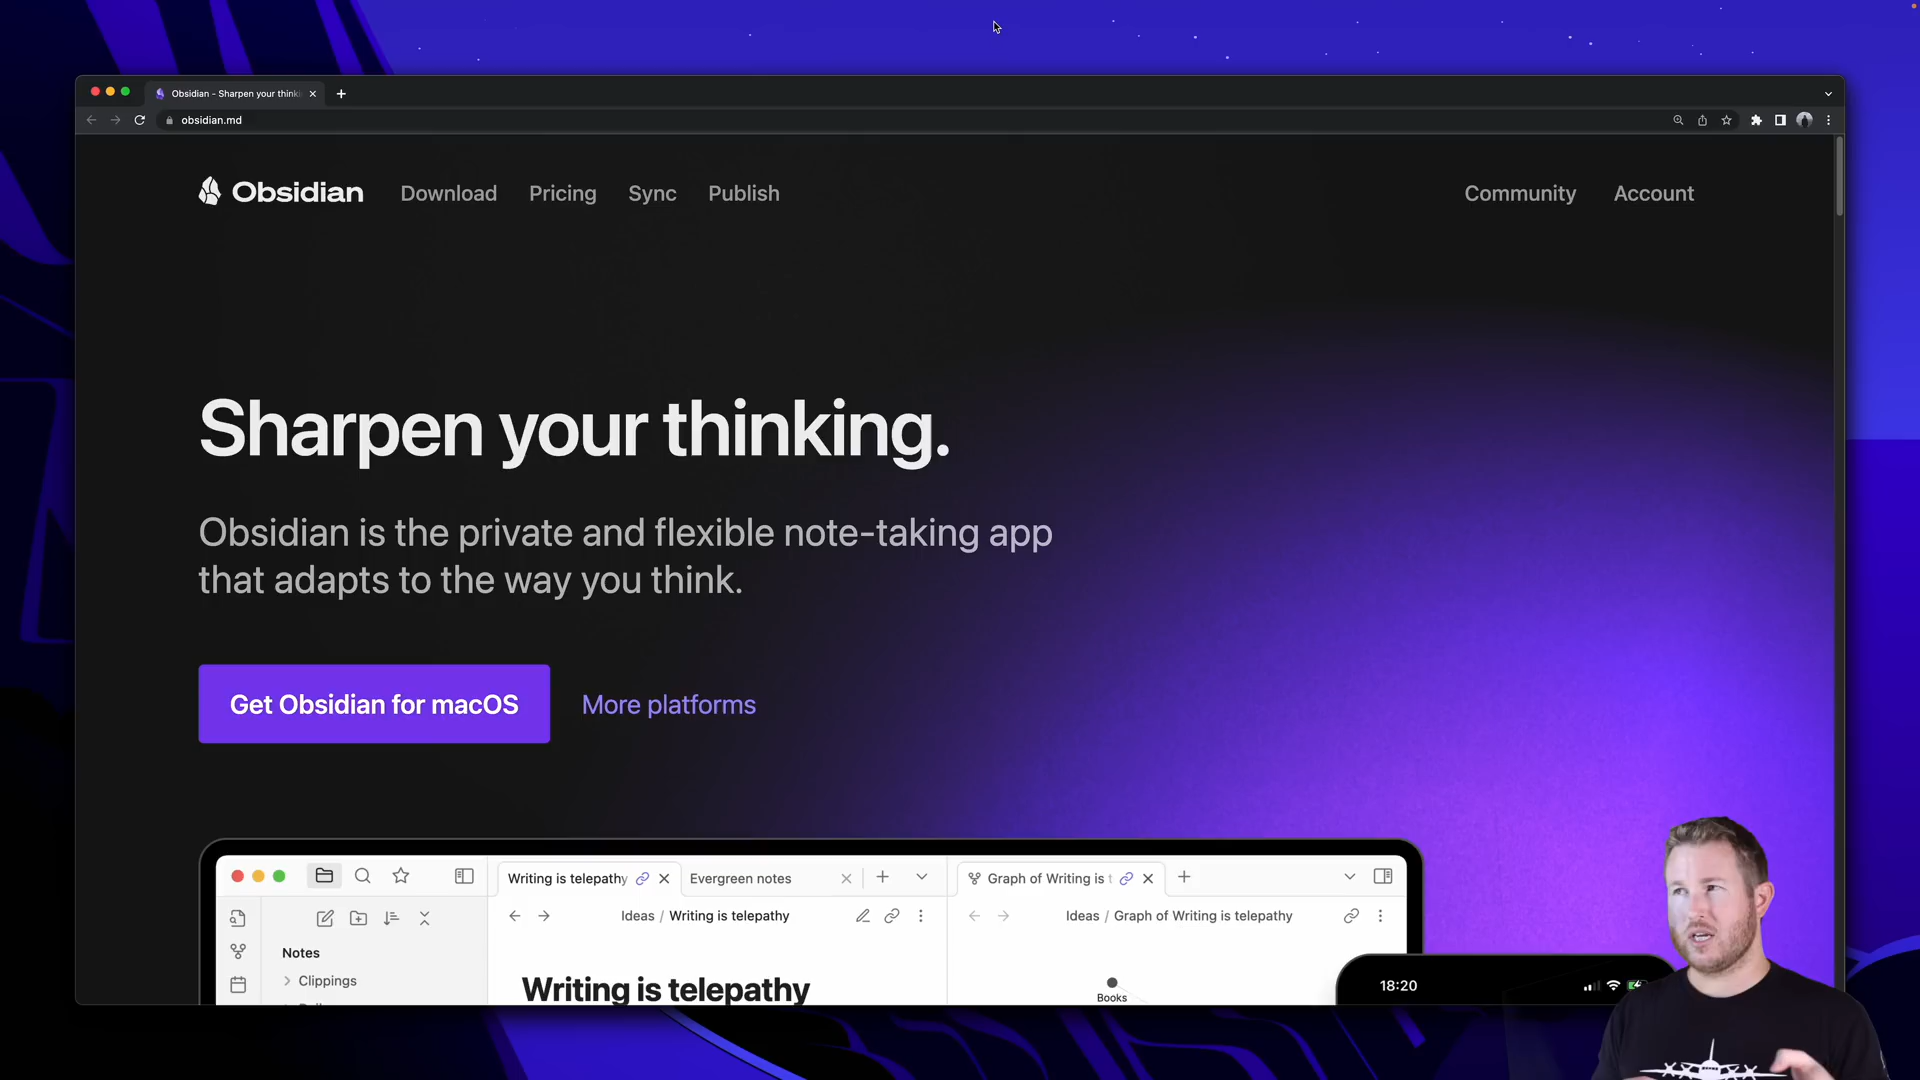 Obsidian - Sharpen your think
obsidian.md
Obsidian Download Pricing Sync Publish Community Account
Sharpen your thinking.
Obsidian is the private and flexible note-taking app
that adapts to the way you think.
Get Obsidian for macOS More platforms
Writing is telepathy Evergreen notes Graph of Writing is t
Ideas / Writing is telepathy Ideas / Graph of Writing is telepathy
Notes
Clippings
Writing is telepathy
Books
18:20